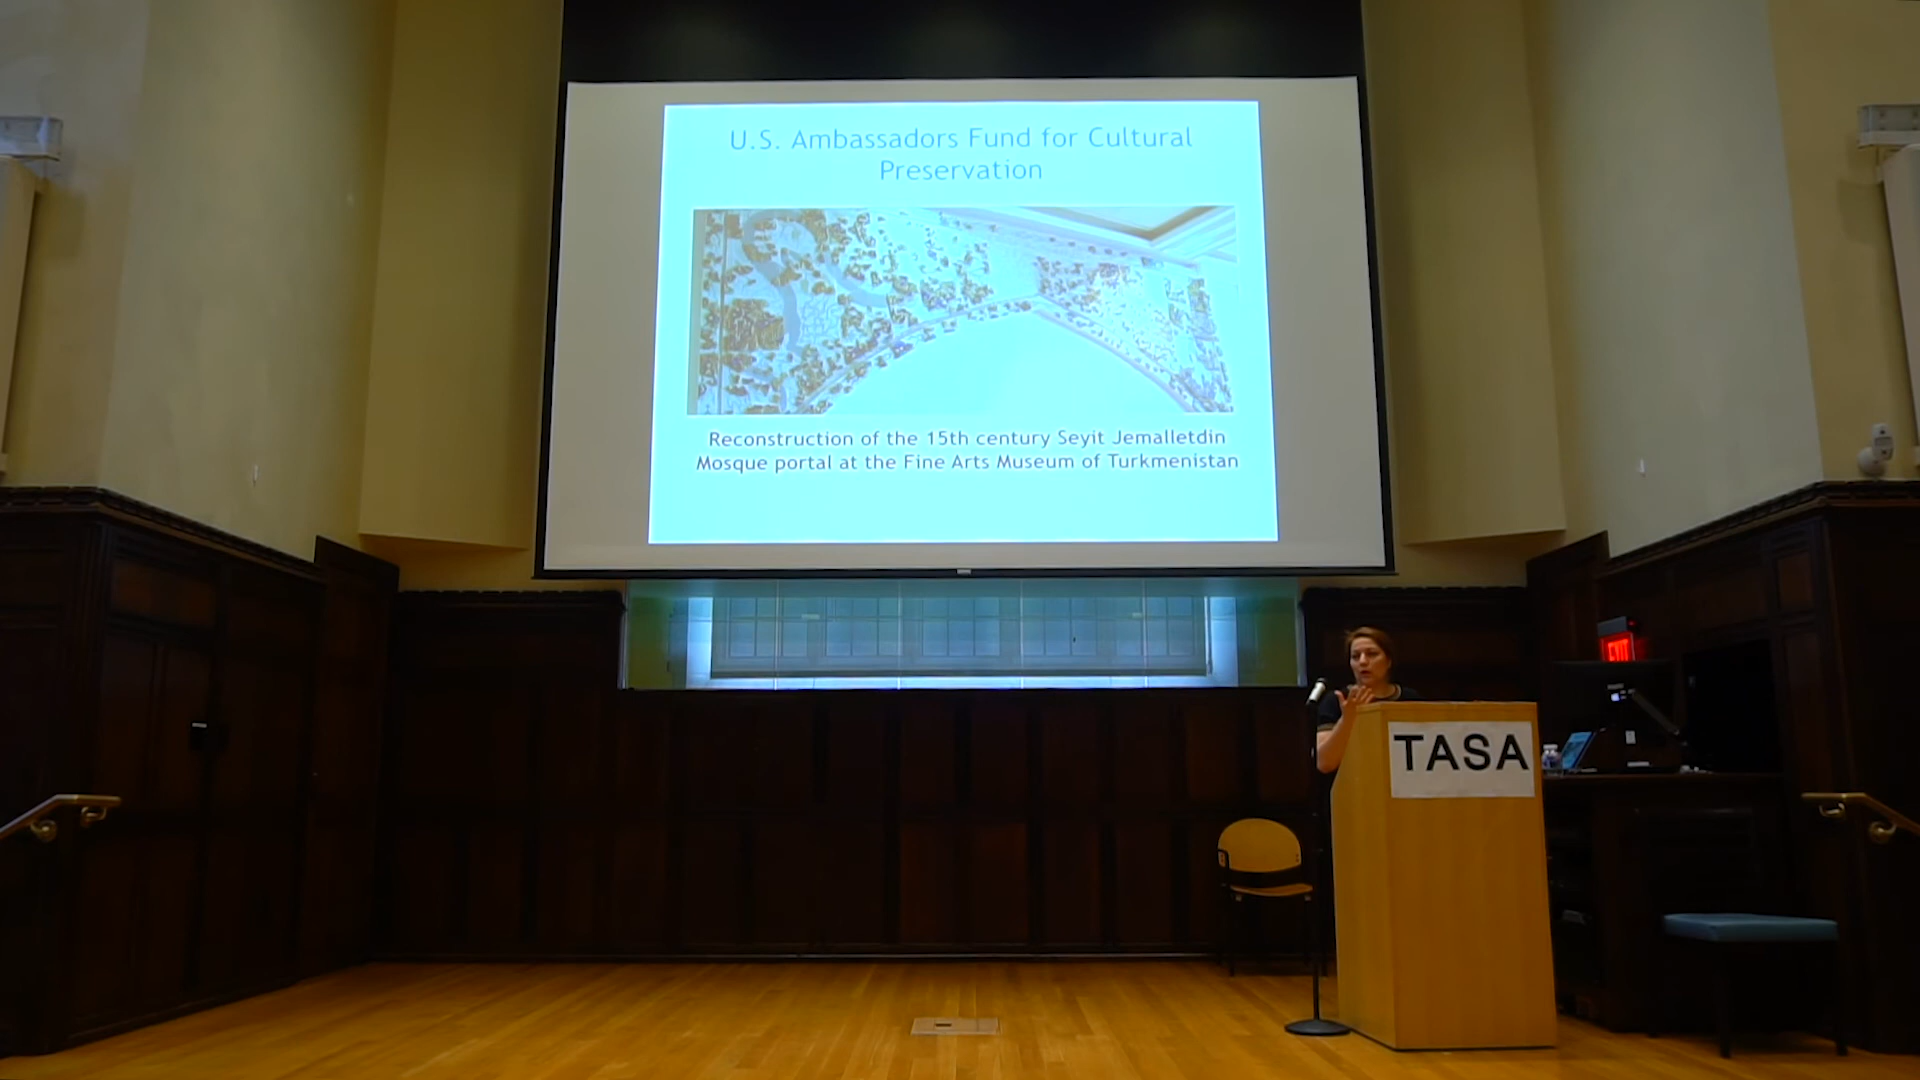 U.S. Ambassadors Fund for Cultural
Preservation
Reconstruction of the 15th century Seyit Jemalletdin
Mosque portal at the Fine Arts Museum of Turkmenistan
EXIT
TASA